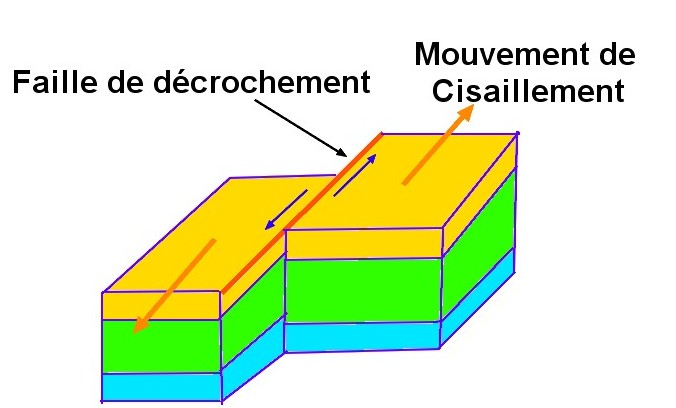 Mouvement de
Cisaillement
Faille de décrochement